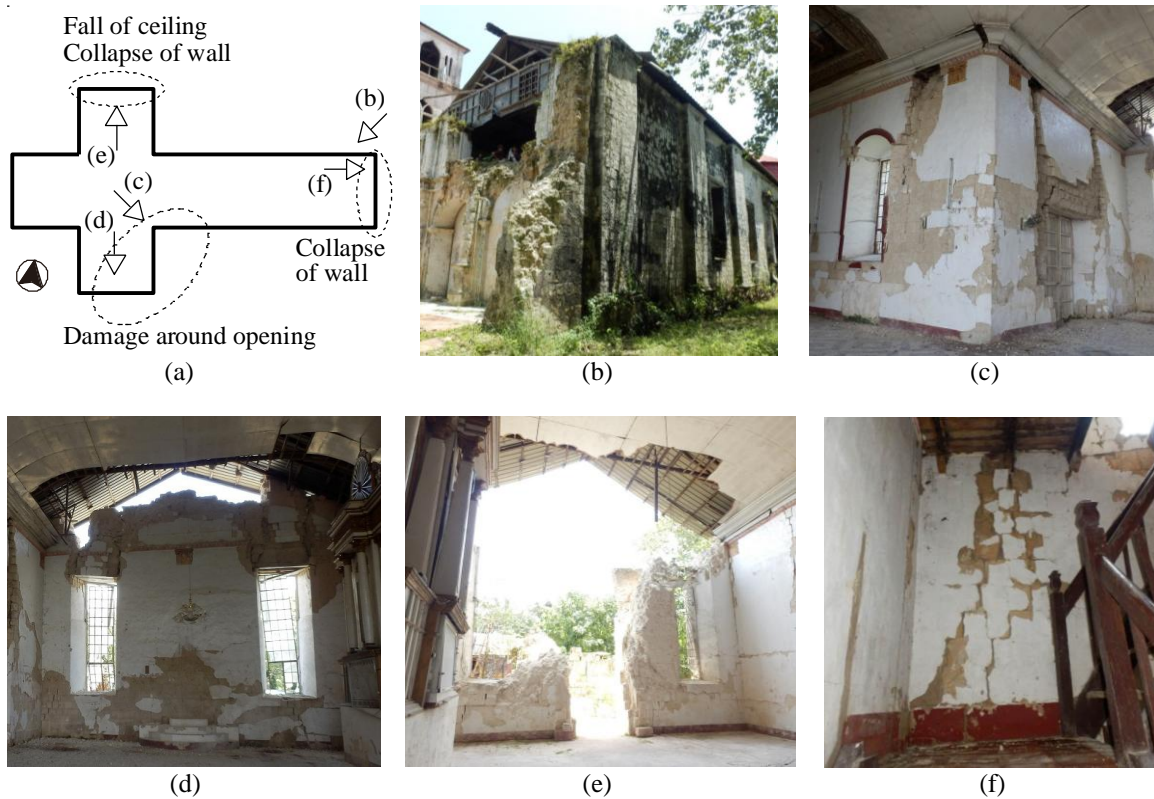 Fall of ceiling
Collapse of wall
(b)
(e)
(c)
(f)
(d)
Collapse
of wall
Damage around opening
(a)
(b)
(c)
(d)
(e)
(f)